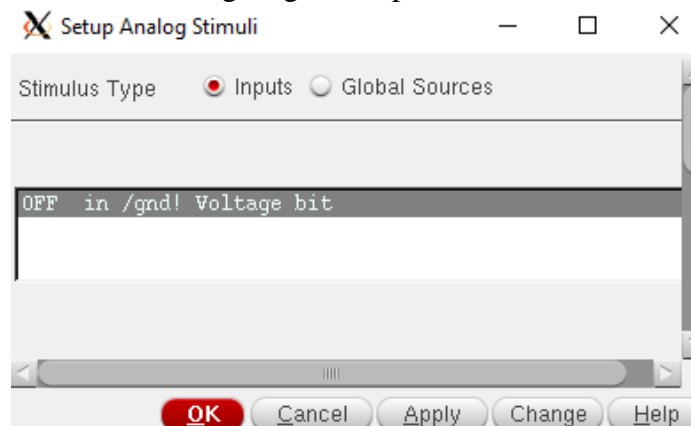 Setup Analog Stimuli
Stimulus Type Inputs Global Sources
OFF in /gnd! Voltage bit
OK Cancel Apply Change Help